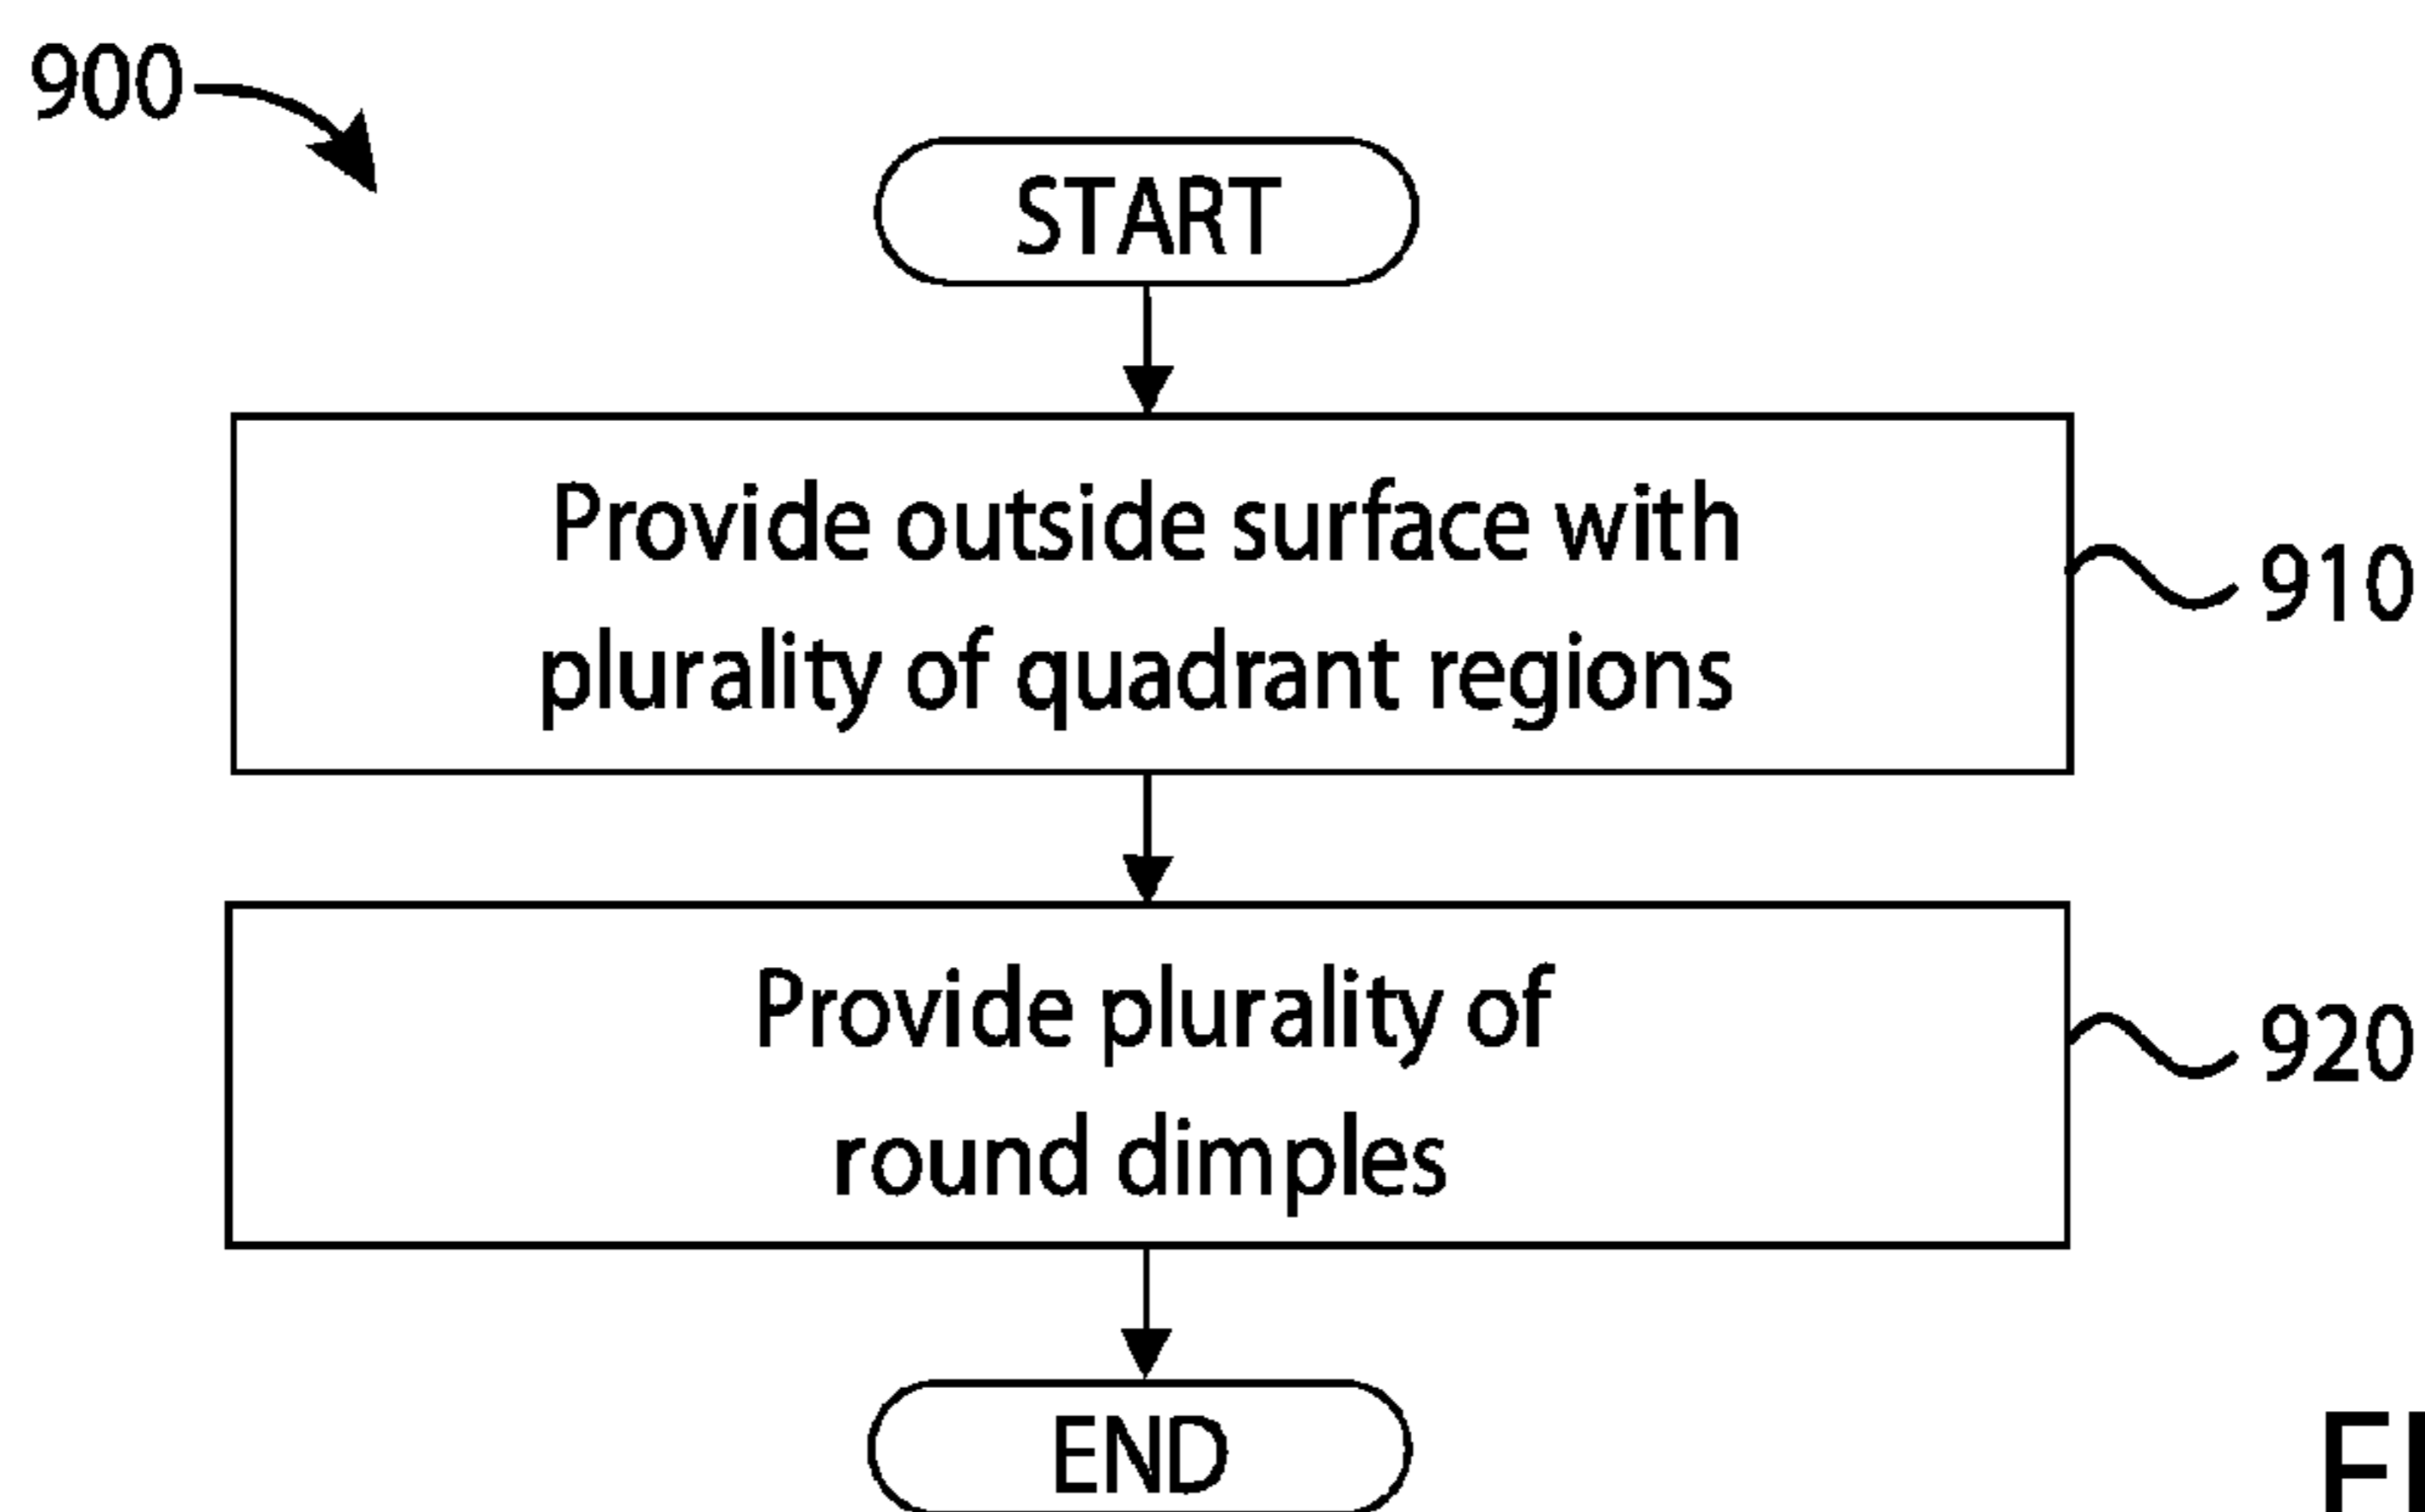 900
START
Provide outside surface with
plurality of quadrant regions
910
Provide plurality of
round dimples
920
END